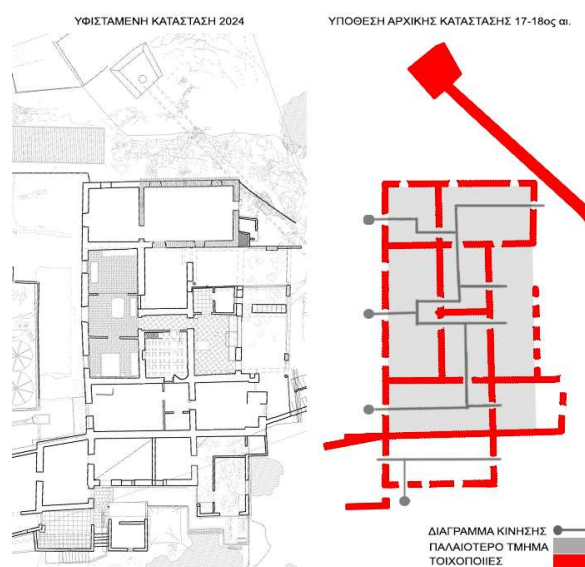 ΥΦΙΣΤΑΜΕΝΗ ΚΑΤΑΣΤΑΣΗ 2024
ΥΠΟΘΕΣΗ ΑΡΧΙΚΗΣ ΚΑΤΑΣΤΑΣΗΣ 17-18ος αι.
ΔΙΑΓΡΑΜΜΑ ΚΙΝΗΣΗΣ
ΠΑΛΑΙΟΤΕΡΟ ΤΜΗΜΑ
ΤΟΙΧΟΠΟΙΙΕΣ